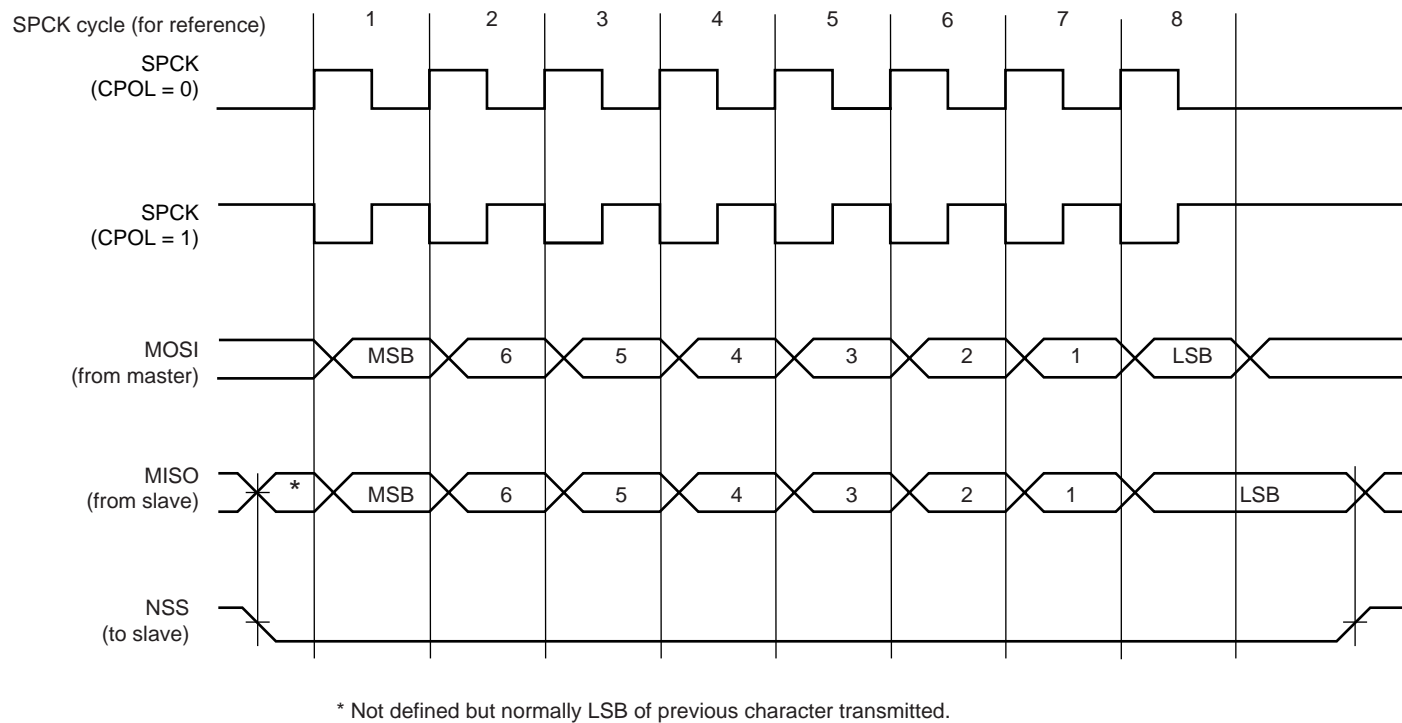 SPCK cycle (for reference)
1 2 3 4 5 6 7 8
SPCK
(CPOL = 0)
SPCK
(CPOL = 1)
MOSI
(from master)
MSB 6 5 4 3 2 1 LSB
MISO
(from slave)
* MSB 6 5 4 3 2 1 LSB
NSS
(to slave)
* Not defined but normally LSB of previous character transmitted.